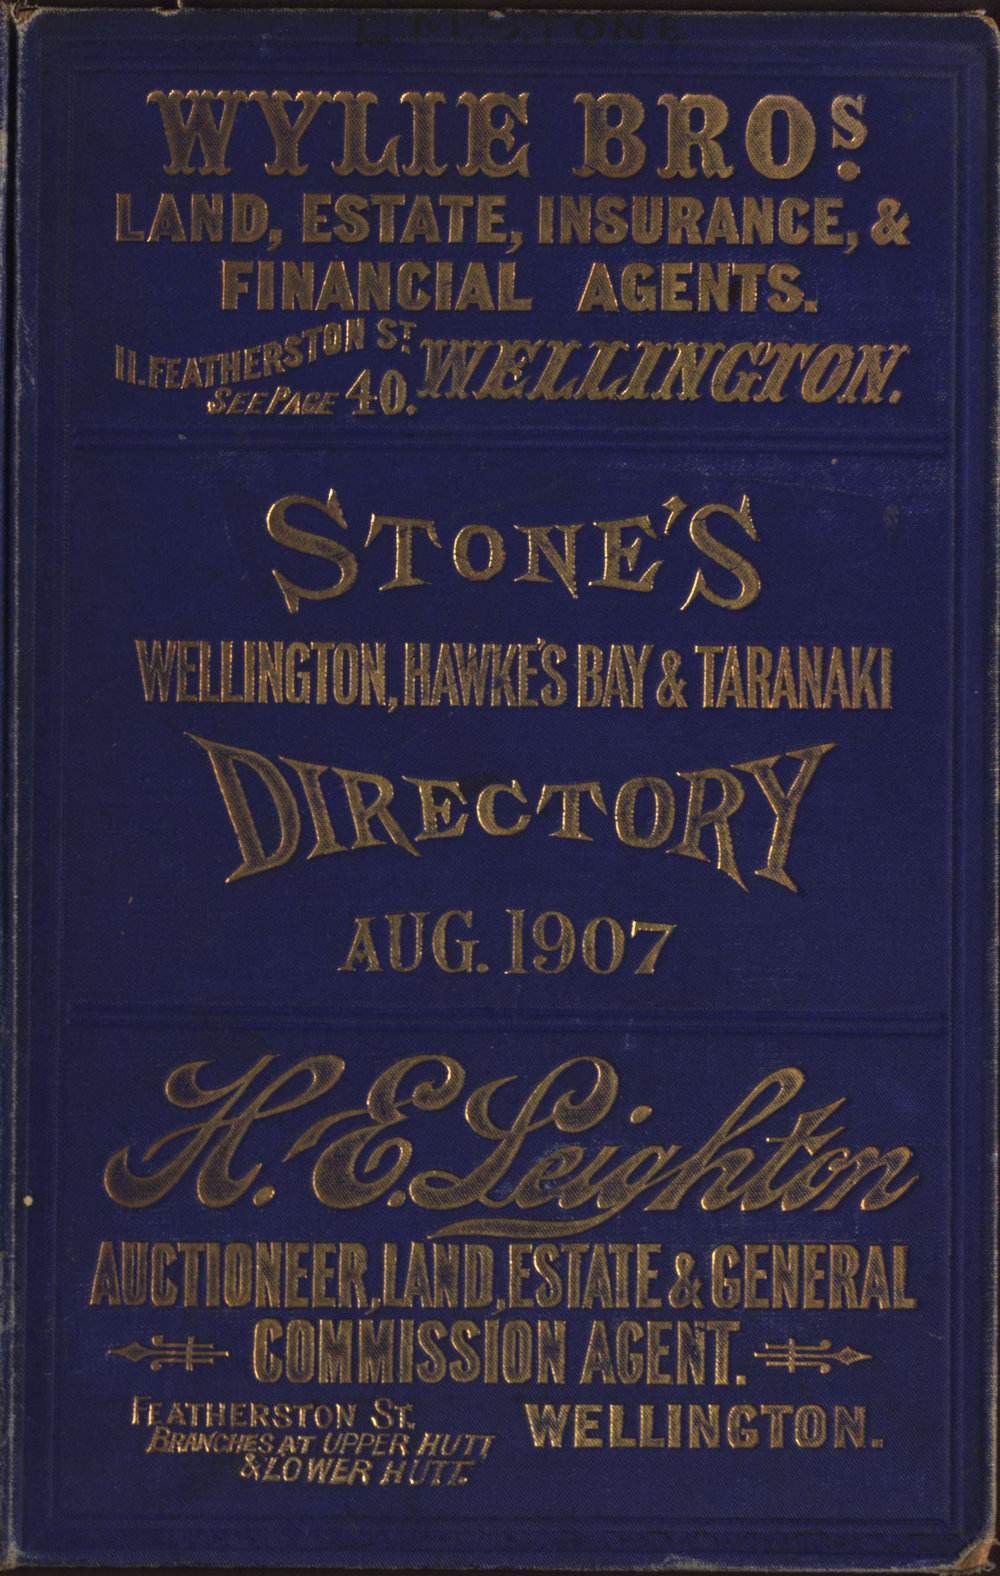 L. M. STONE
WYLIE BROS.
LAND, ESTATE, INSURANCE, &
FINANCIAL AGENTS.
11. FEATHERSTON ST.
SEE PAGE 40.
WELLINGTON.
STONE'S
WELLINGTON, HAWKE'S BAY & TARANAKI
DIRECTORY
AUG. 1907
H. E. Leighton
AUCTIONEER, LAND, ESTATE & GENERAL
COMMISSION AGENT.
FEATHERSTON ST.
BRANCHES AT UPPER HUTT
& LOWER HUTT.
WELLINGTON.